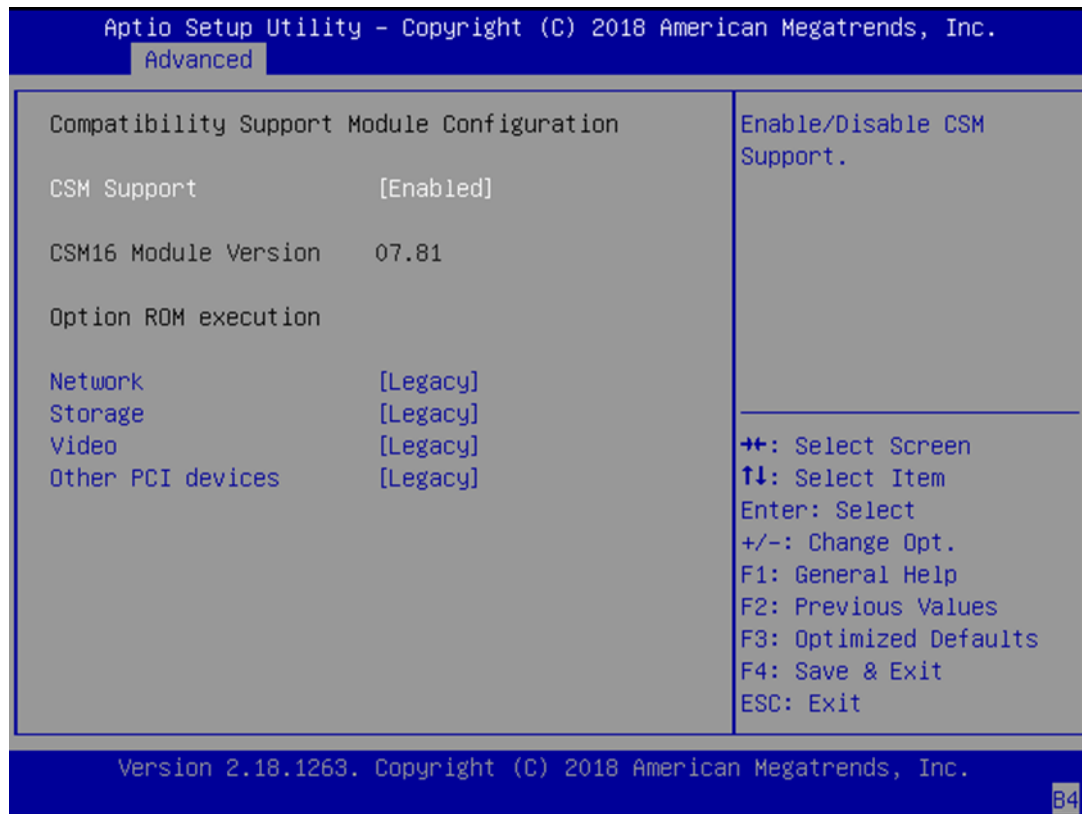 Aptio Setup Utility – Copyright (C) 2018 American Megatrends, Inc.
Advanced
Compatibility Support Module Configuration
CSM Support [Enabled]
CSM16 Module Version 07.81
Option ROM execution
Network [Legacy]
Storage [Legacy]
Video [Legacy]
Other PCI devices [Legacy]
Enable/Disable CSM
Support.
→←: Select Screen
↑↓: Select Item
Enter: Select
+/-: Change Opt.
F1: General Help
F2: Previous Values
F3: Optimized Defaults
F4: Save & Exit
ESC: Exit
Version 2.18.1263. Copyright (C) 2018 American Megatrends, Inc.
B4